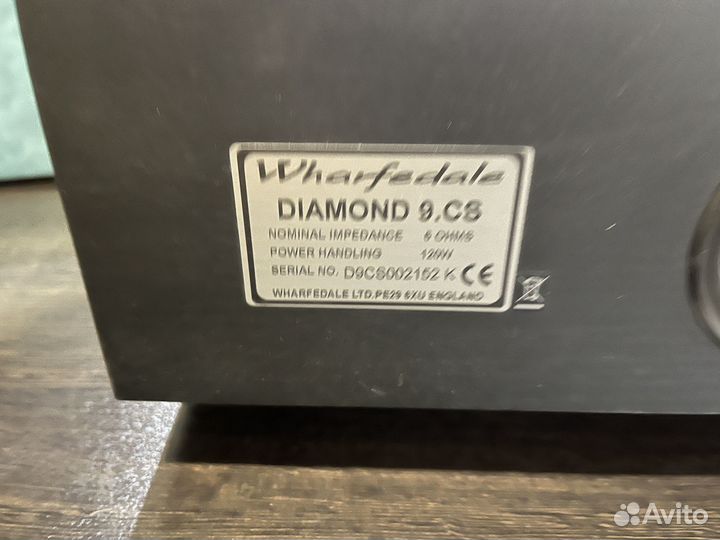 Wharfedale
DIAMOND 9.CS
NOMINAL IMPEDANCE 6 OHMS
POWER HANDLING 120W
SERIAL NO. D9CS002152 K CE
WHARFEDALE LTD.PE29 6XU ENGLAND
Avito